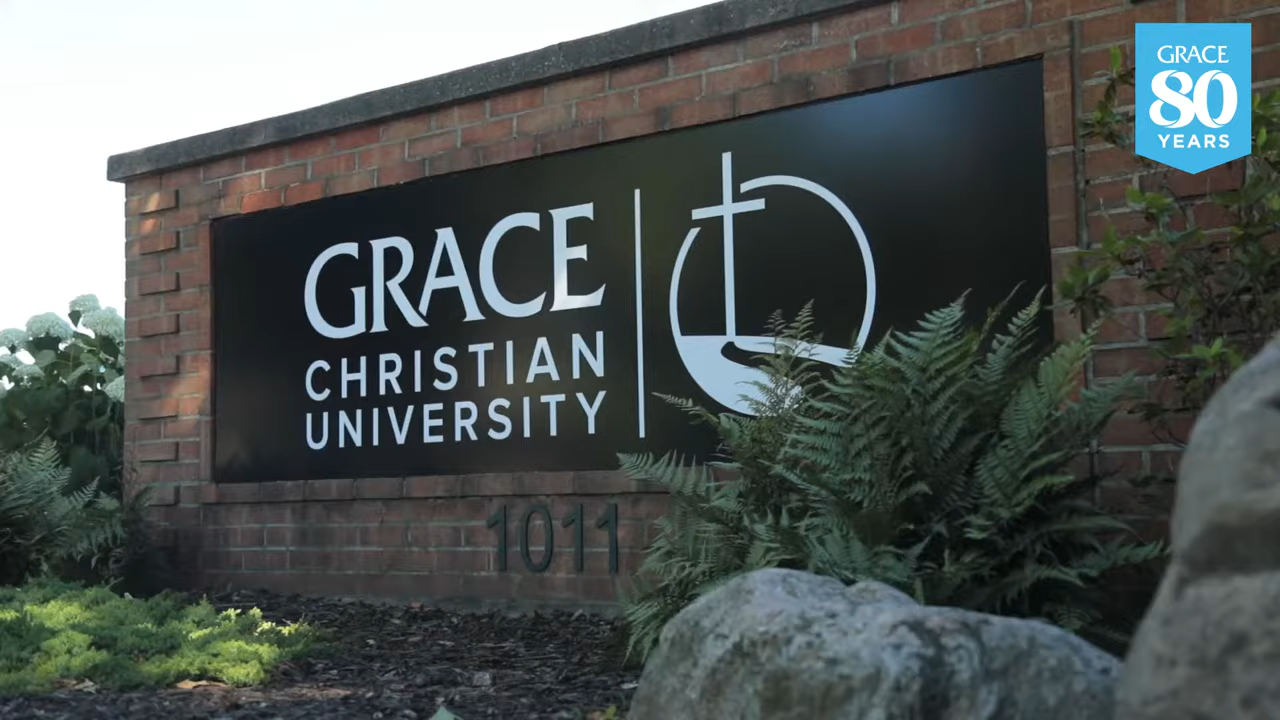 GRACE
CHRISTIAN
UNIVERSITY
1011
GRACE
80
YEARS